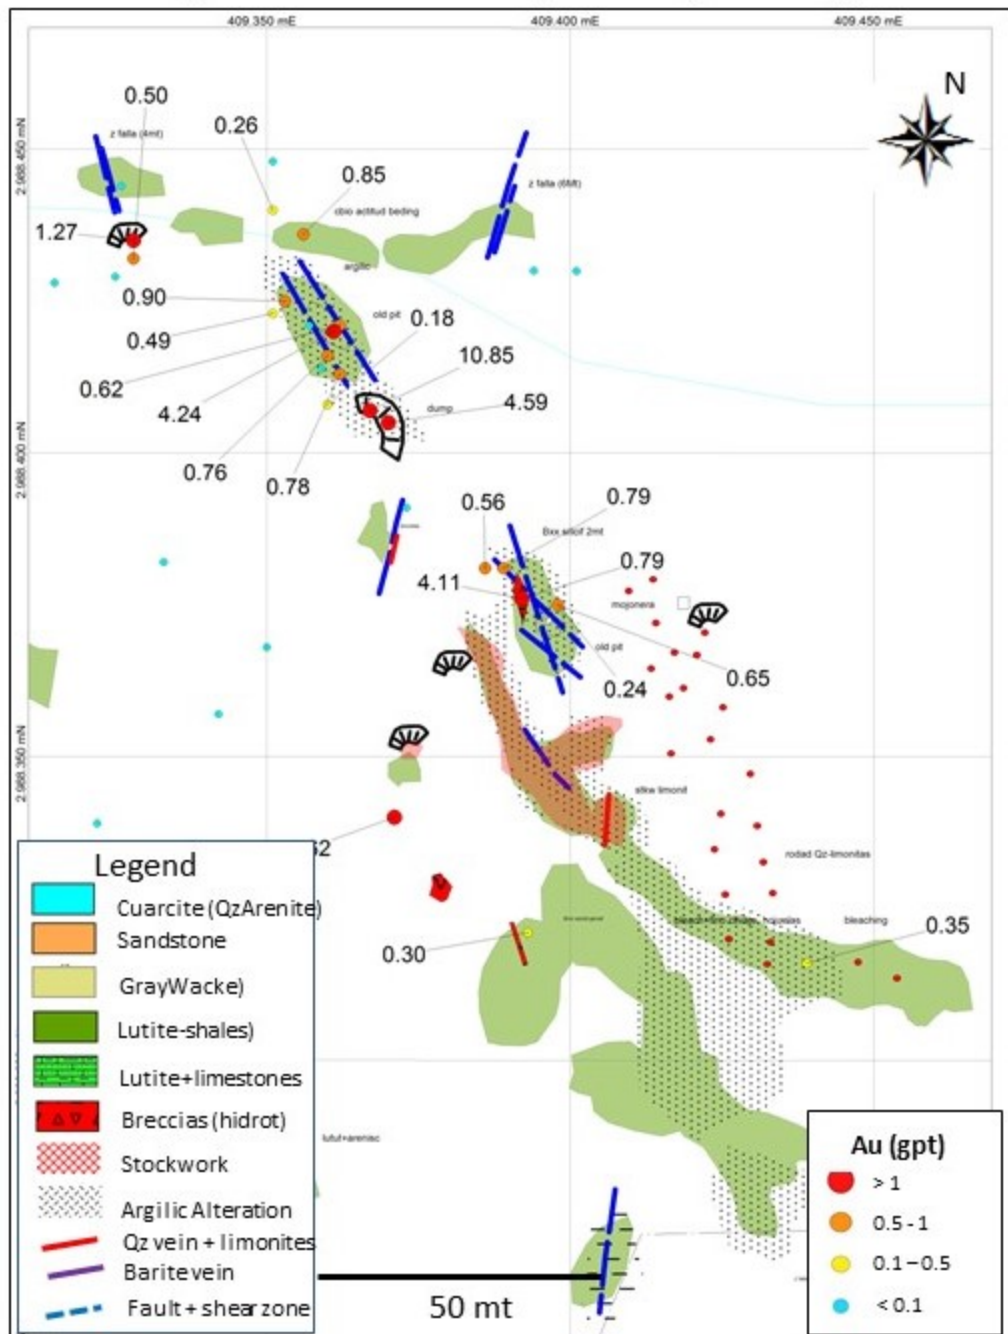 409.350 mE
409.400 mE
409.450 mE
N
0.50
0.26
z falla (4mt)
2.988.450 mN
0.85
z falla (6Mt)
cbio actitud beding
1.27
argilic
0.90
old pit
0.18
0.49
10.85
0.62
4.24
dump
4.59
2.988.400 mN
0.76
0.78
0.56
0.79
Bxx silicif 2mt
0.79
4.11
mojonera
old pit
0.65
0.24
2.988.350 mN
stkw limonit
52
rodad Qz-limonitas
bleaching
0.35
0.30
Legend
Cuarcite (QzArenite)
Sandstone
GrayWacke)
Lutite-shales)
Lutite+limestones
Breccias (hidrot)
Stockwork
Argilic Alteration
Qz vein + limonites
Barite vein
Fault + shear zone
lutut+arenisc
50 mt
Au (gpt)
> 1
0.5 - 1
0.1 – 0.5
< 0.1